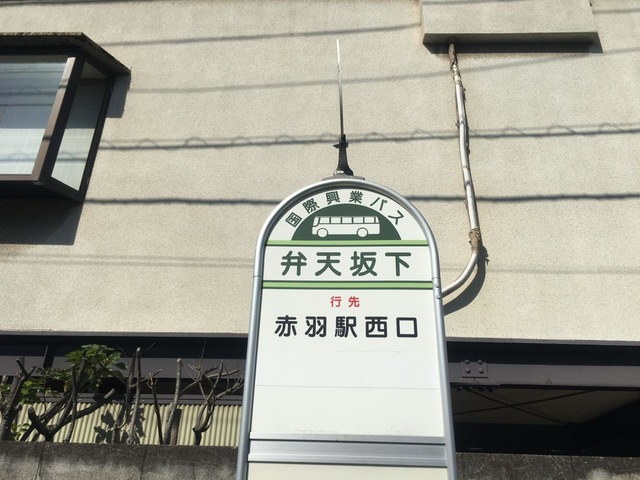 国際興業バス
弁天坂下
行先
赤羽駅西口